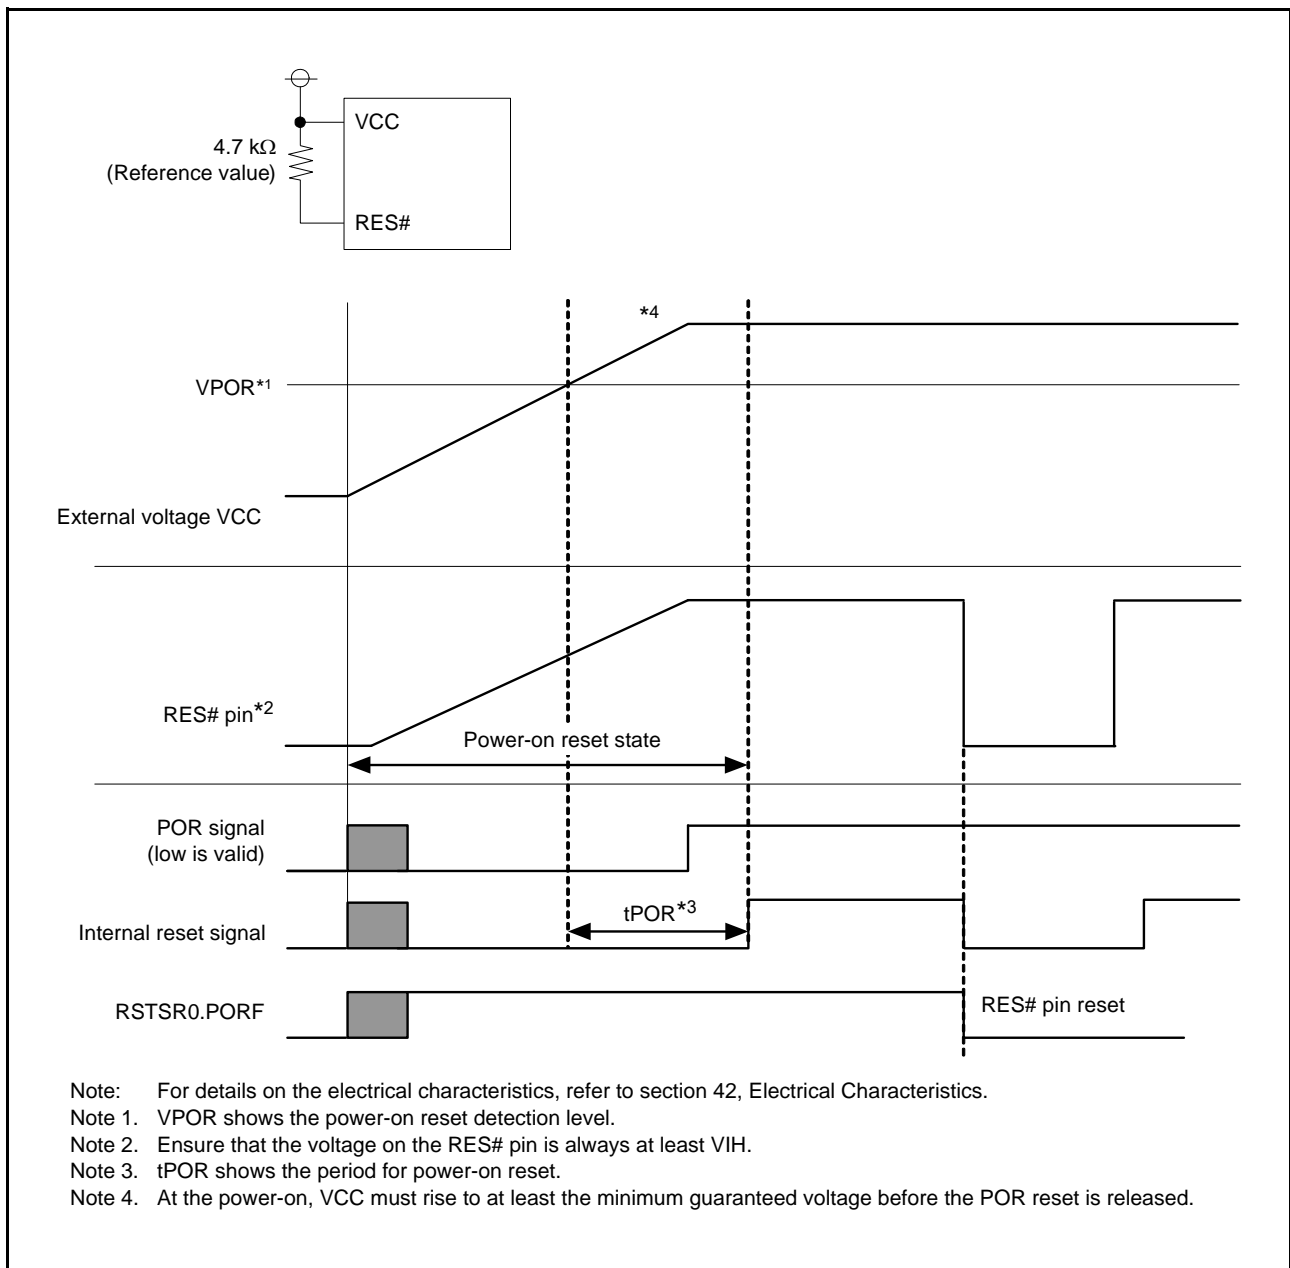 VCC
4.7 kΩ
(Reference value)
RES#
*4
VPOR*1
External voltage VCC
RES# pin*2
Power-on reset state
POR signal
(low is valid)
tPOR*3
Internal reset signal
RSTSR0.PORF
RES# pin reset
Note: For details on the electrical characteristics, refer to section 42, Electrical Characteristics.
Note 1. VPOR shows the power-on reset detection level.
Note 2. Ensure that the voltage on the RES# pin is always at least VIH.
Note 3. tPOR shows the period for power-on reset.
Note 4. At the power-on, VCC must rise to at least the minimum guaranteed voltage before the POR reset is released.